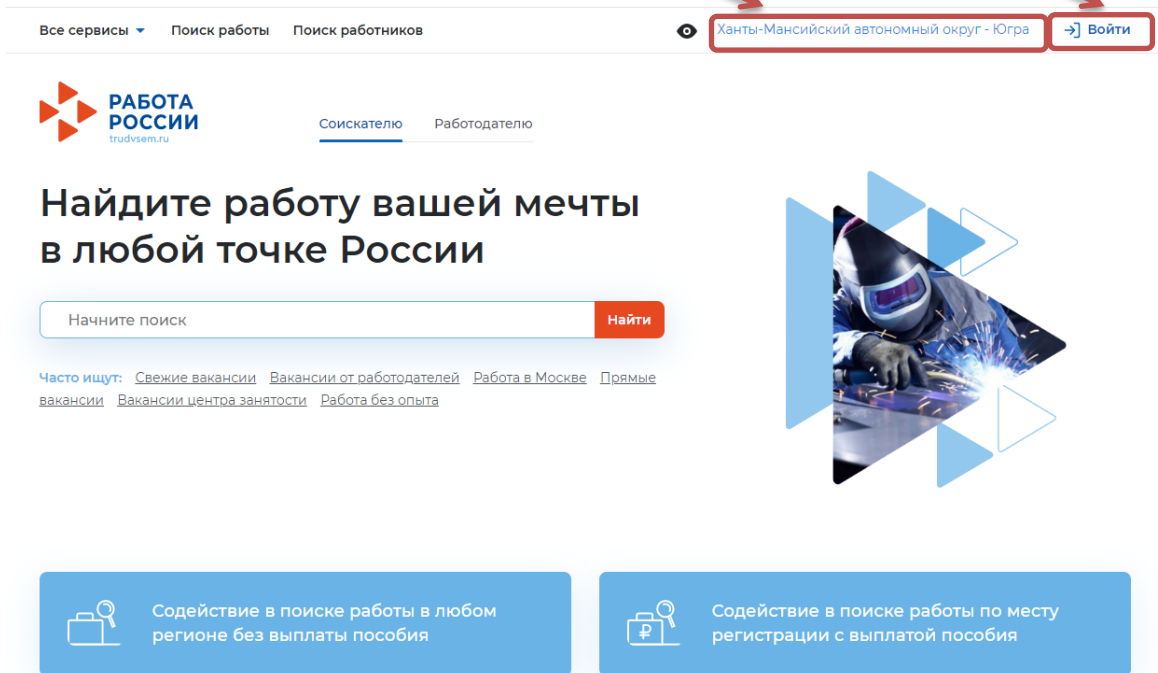 Все сервисы Поиск работы Поиск работников Ханты-Мансийский автономный округ - Югра Войти
РАБОТА
РОССИИ
trudvsem.ru
Соискателю Работодателю
Найдите работу вашей мечты
в любой точке России
Начните поиск Найти
Часто ищут: Свежие вакансии Вакансии от работодателей Работа в Москве Прямые
вакансии Вакансии центра занятости Работа без опыта
Содействие в поиске работы в любом
регионе без выплаты пособия
Содействие в поиске работы по месту
регистрации с выплатой пособия